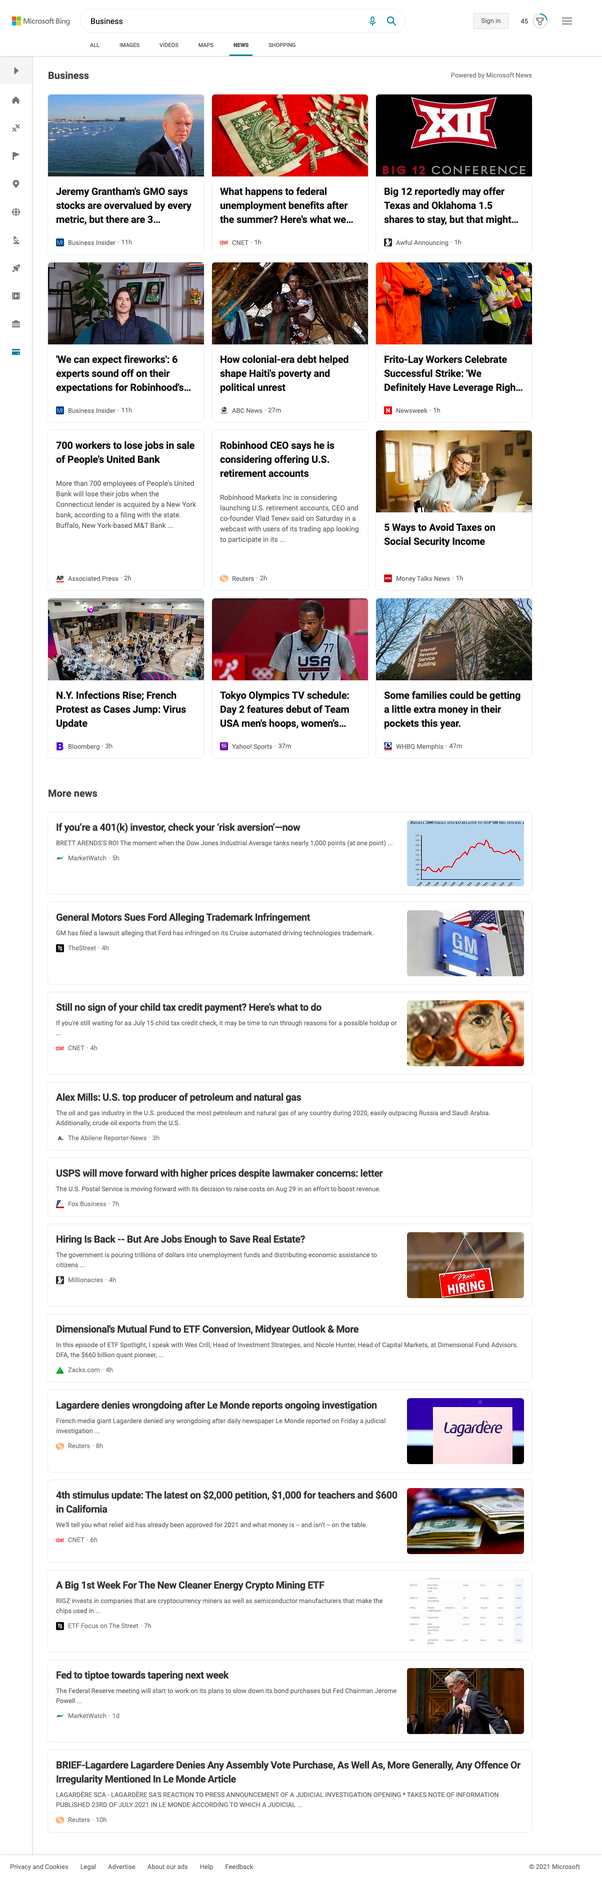 Microsoft Bing
Business
Sign in
45
ALL IMAGES VIDEOS MAPS NEWS SHOPPING
Business
Powered by Microsoft News
XII
BIG 12 CONFERENCE
Jeremy Grantham's GMO says
stocks are overvalued by every
metric, but there are 3...
Business Insider · 11h
What happens to federal
unemployment benefits after
the summer? Here's what we...
CNET · 1h
Big 12 reportedly may offer
Texas and Oklahoma 1.5
shares to stay, but that might...
Awful Announcing · 1h
'We can expect fireworks': 6
experts sound off on their
expectations for Robinhood's...
Business Insider · 11h
How colonial-era debt helped
shape Haiti's poverty and
political unrest
ABC News · 27m
Frito-Lay Workers Celebrate
Successful Strike: 'We
Definitely Have Leverage Righ...
Newsweek · 1h
700 workers to lose jobs in sale
of People's United Bank
More than 700 employees of People's United
Bank will lose their jobs when the
Connecticut lender is acquired by a New York
bank, according to a filing with the state.
Buffalo, New York-based M&T Bank ...
Associated Press · 2h
Robinhood CEO says he is
considering offering U.S.
retirement accounts
Robinhood Markets Inc is considering
launching U.S. retirement accounts, CEO and
co-founder Vlad Tenev said on Saturday in a
webcast with users of its trading app looking
to participate in its ...
Reuters · 2h
5 Ways to Avoid Taxes on
Social Security Income
Money Talks News · 1h
77
USA
Internal
Revenue
Service
Building
N.Y. Infections Rise; French
Protest as Cases Jump: Virus
Update
Bloomberg · 3h
Tokyo Olympics TV schedule:
Day 2 features debut of Team
USA men's hoops, women's...
Yahoo! Sports · 37m
Some families could be getting
a little extra money in their
pockets this year.
WHBQ Memphis · 47m
More news
If you're a 401(k) investor, check your 'risk aversion'—now
BRETT ARENDS'S ROI The moment when the Dow Jones Industrial Average tanks nearly 1,000 points (at one point) ...
MarketWatch · 5h
General Motors Sues Ford Alleging Trademark Infringement
GM has filed a lawsuit alleging that Ford has infringed on its Cruise automated driving technologies trademark.
TheStreet · 4h
GM
Still no sign of your child tax credit payment? Here's what to do
If you're still waiting for aa July 15 child tax credit check, it may be time to run through reasons for a possible holdup or
...
CNET · 4h
Alex Mills: U.S. top producer of petroleum and natural gas
The oil and gas industry in the U.S. produced the most petroleum and natural gas of any country during 2020, easily outpacing Russia and Saudi Arabia.
Additionally, crude oil exports from the U.S.
The Abilene Reporter-News · 3h
USPS will move forward with higher prices despite lawmaker concerns: letter
The U.S. Postal Service is moving forward with its decision to raise costs on Aug 29 in an effort to boost revenue.
Fox Business · 7h
Hiring Is Back -- But Are Jobs Enough to Save Real Estate?
The government is pouring trillions of dollars into unemployment funds and distributing economic assistance to
citizens ...
Millionacres · 4h
Now
HIRING
Dimensional's Mutual Fund to ETF Conversion, Midyear Outlook & More
In this episode of ETF Spotlight, I speak with Wes Crill, Head of Investment Strategies, and Nicole Hunter, Head of Capital Markets, at Dimensional Fund Advisors.
DFA, the $660 billion quant pioneer, ...
Zacks.com · 4h
Lagardere denies wrongdoing after Le Monde reports ongoing investigation
French media giant Lagardere denied any wrongdoing after daily newspaper Le Monde reported on Friday a judicial
investigation ...
Reuters · 8h
Lagardère
4th stimulus update: The latest on $2,000 petition, $1,000 for teachers and $600
in California
We'll tell you what relief aid has already been approved for 2021 and what money is – and isn't – on the table.
CNET · 6h
A Big 1st Week For The New Cleaner Energy Crypto Mining ETF
RIGZ invests in companies that are cryptocurrency miners as well as semiconductor manufacturers that make the
chips used in ...
ETF Focus on The Street · 7h
Fed to tiptoe towards tapering next week
The Federal Reserve meeting will start to work on its plans to slow down its bond purchases but Fed Chairman Jerome
Powell ...
MarketWatch · 1d
BRIEF-Lagardere Lagardere Denies Any Assembly Vote Purchase, As Well As, More Generally, Any Offence Or
Irregularity Mentioned In Le Monde Article
LAGARDÈRE SCA - LAGARDÈRE SA'S REACTION TO PRESS ANNOUNCEMENT OF A JUDICIAL INVESTIGATION OPENING * TAKES NOTE OF INFORMATION
PUBLISHED 23RD OF JULY 2021 IN LE MONDE ACCORDING TO WHICH A JUDICIAL ...
Reuters · 10h
Privacy and Cookies Legal Advertise About our ads Help Feedback
© 2021 Microsoft